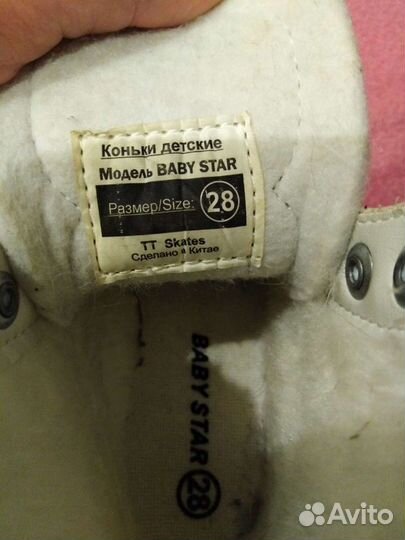 Коньки детские
Модель BABY STAR
Размер/Size: 28
TT Skates
Сделано в Китае
BABY STAR 28
Avito